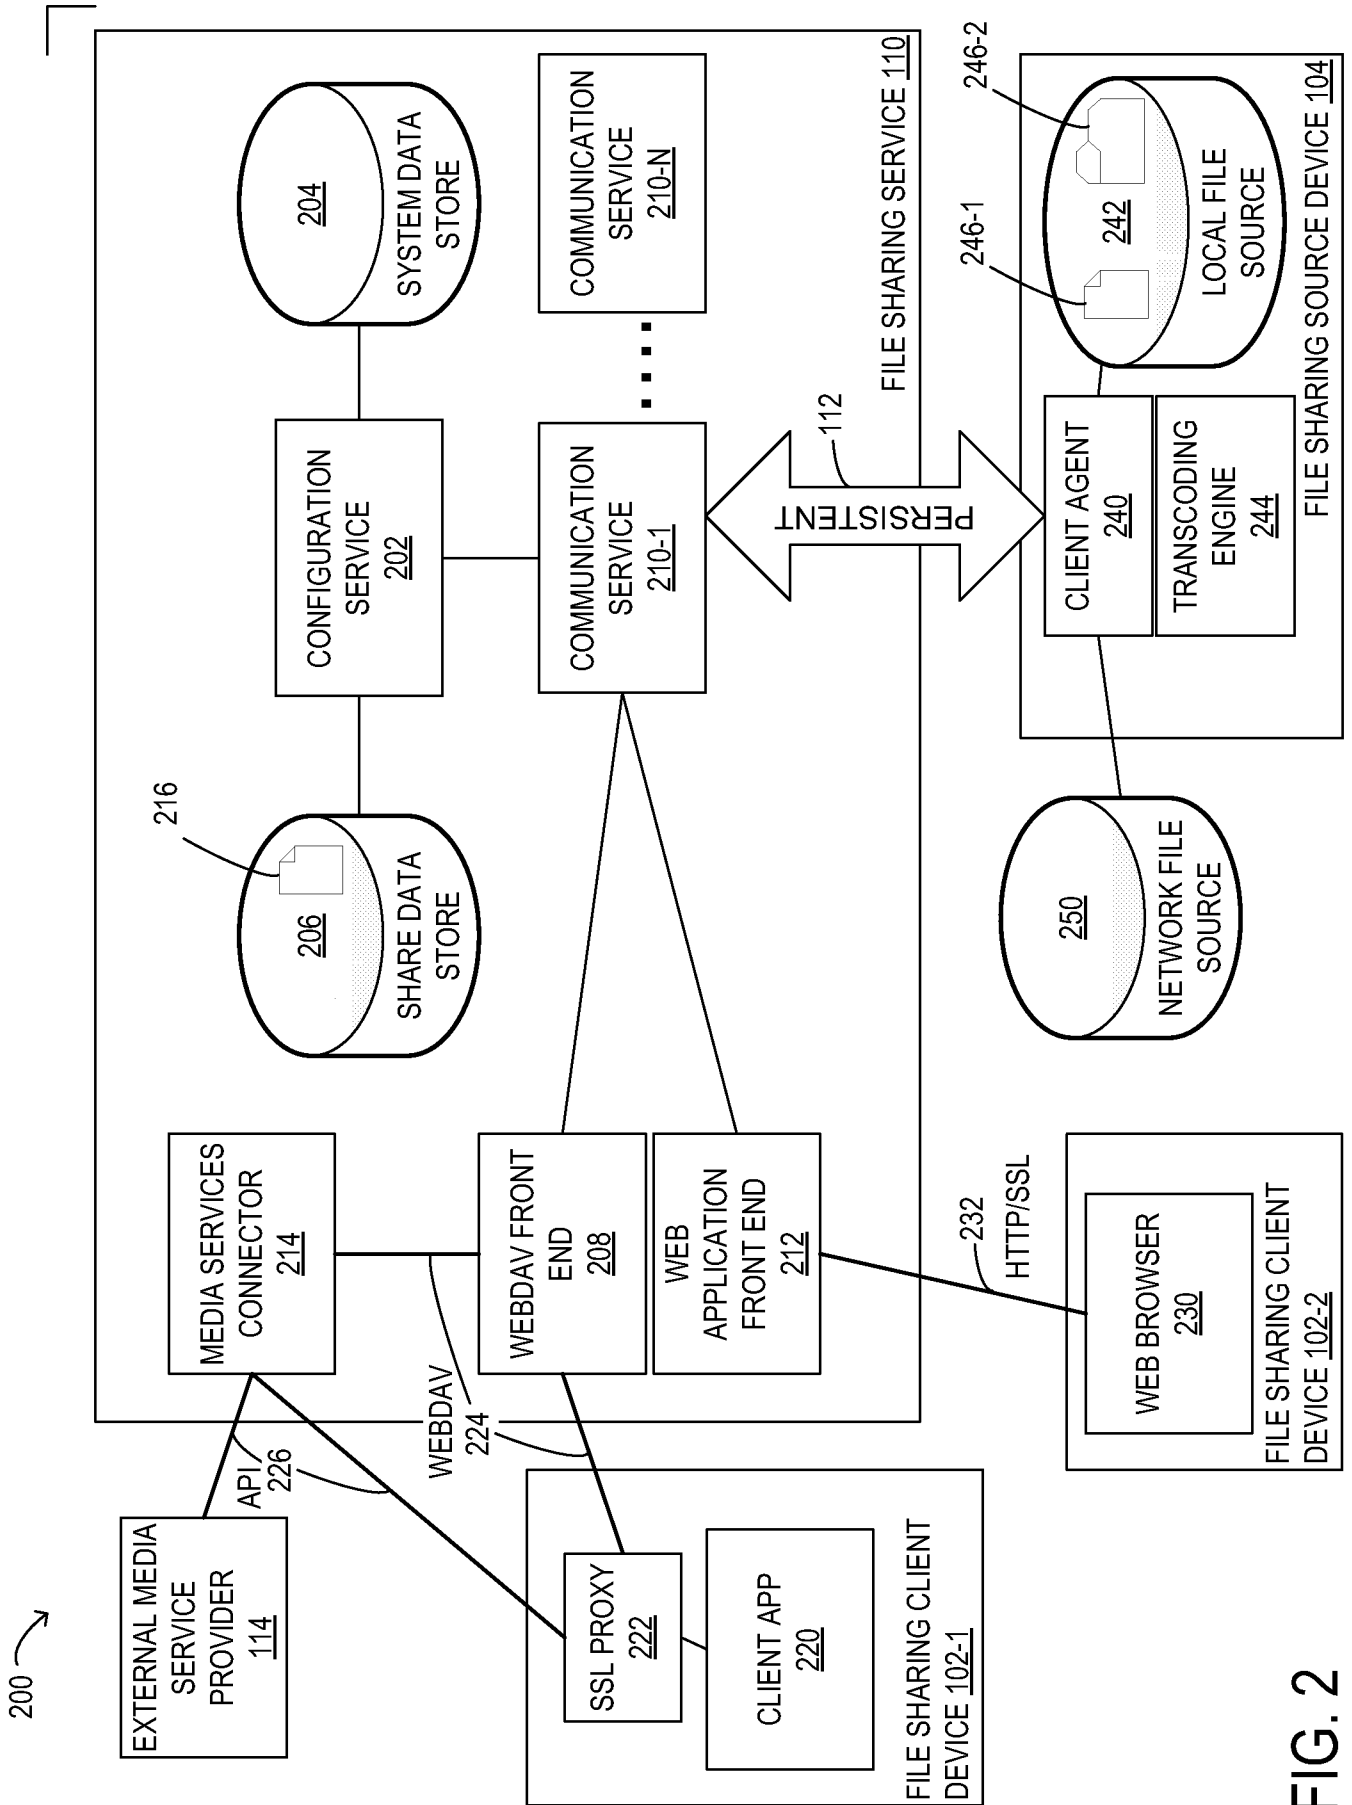 200
EXTERNAL MEDIA
SERVICE
PROVIDER
114
API
226
MEDIA SERVICES
CONNECTOR
214
WEBDAV
224
WEBDAV FRONT
END
208
WEB
APPLICATION
FRONT END
212
216
206
SHARE DATA
STORE
CONFIGURATION
SERVICE
202
204
SYSTEM DATA
STORE
COMMUNICATION
SERVICE
210-1
COMMUNICATION
SERVICE
210-N
FILE SHARING SERVICE 110
SSL PROXY
222
CLIENT APP
220
FILE SHARING CLIENT
DEVICE 102-1
232
HTTP/SSL
WEB BROWSER
230
FILE SHARING CLIENT
DEVICE 102-2
PERSISTENT
112
250
NETWORK FILE
SOURCE
CLIENT AGENT
240
TRANSCODING
ENGINE
244
246-1
246-2
242
LOCAL FILE
SOURCE
FILE SHARING SOURCE DEVICE 104
FIG. 2